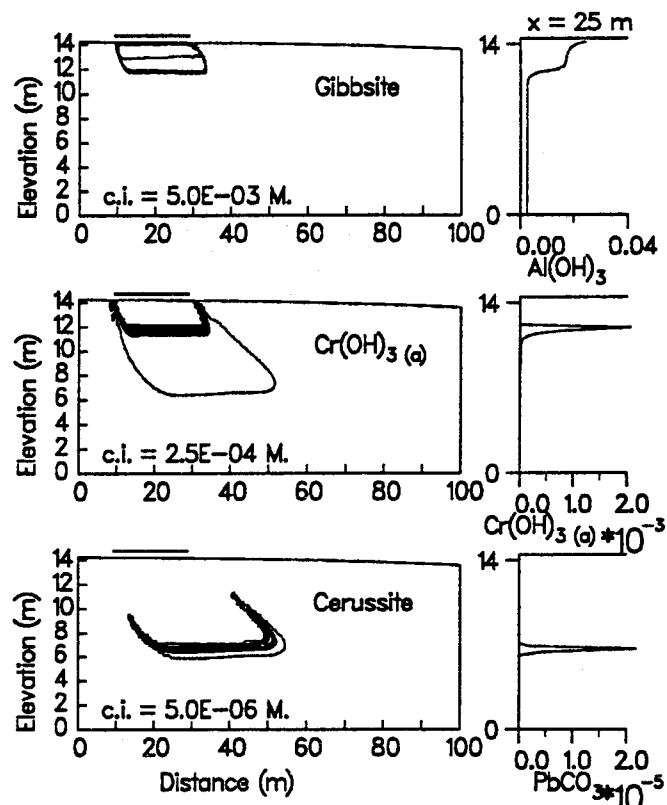 x = 25 m
Elevation (m)
14
12
10
8
6
4
2
0
Gibbsite
c.i. = 5.0E-03 M.
0 20 40 60 80 100
14
0
0.00 0.04
Al(OH)3
Elevation (m)
14
12
10
8
6
4
2
0
Cr(OH)3 (a)
c.i. = 2.5E-04 M.
0 20 40 60 80 100
14
0
0.0 1.0 2.0
Cr(OH)3 (a)*10-3
Elevation (m)
14
12
10
8
6
4
2
0
Cerussite
c.i. = 5.0E-06 M.
0 20 40 60 80 100
Distance (m)
14
0
0.0 1.0 2.0
PbCO3*10-5